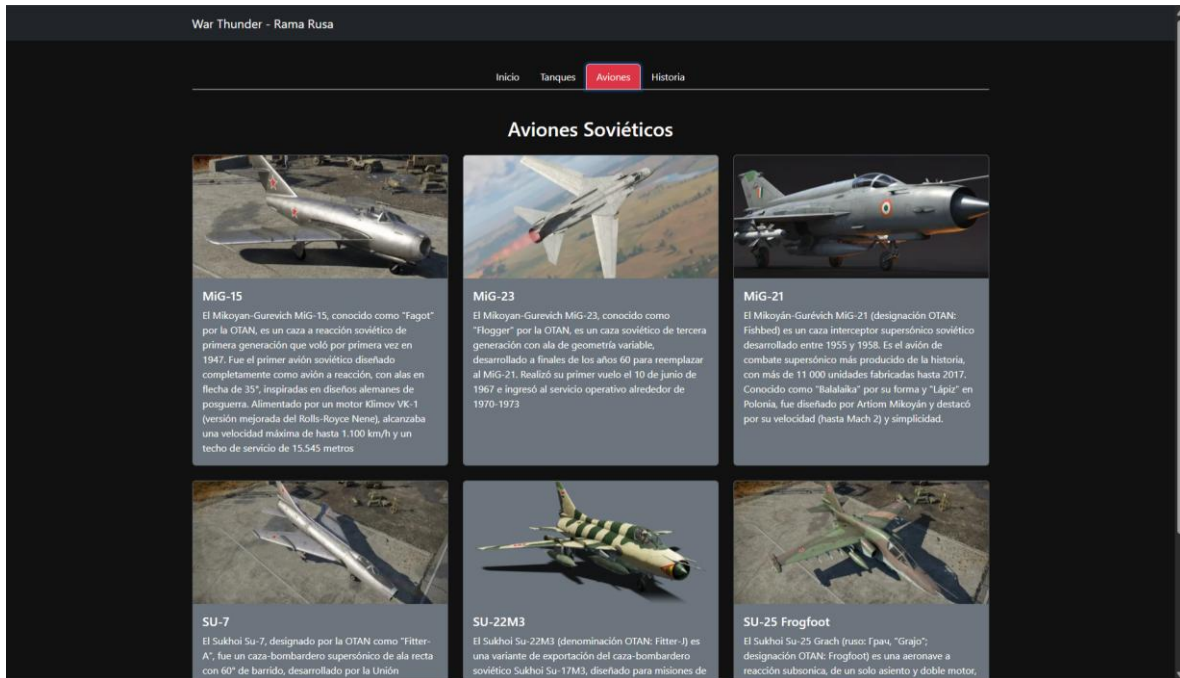 War Thunder - Rama Rusa
Inicio Tanques Aviones Historia
Aviones Soviéticos
MiG-15
El Mikoyan-Gurevich MiG-15, conocido como "Fagot"
por la OTAN, es un caza a reacción soviético de
primera generación que voló por primera vez en
1947. Fue el primer avión soviético diseñado
completamente como avión a reacción, con alas en
flecha de 35°, inspiradas en diseños alemanes de
posguerra. Alimentado por un motor Klimov VK-1
(versión mejorada del Rolls-Royce Nene), alcanzaba
una velocidad máxima de hasta 1.100 km/h y un
techo de servicio de 15.545 metros
MiG-23
El Mikoyan-Gurevich MiG-23, conocido como
"Flogger" por la OTAN, es un caza soviético de tercera
generación con ala de geometría variable,
desarrollado a finales de los años 60 para reemplazar
al MiG-21. Realizó su primer vuelo el 10 de junio de
1967 e ingresó al servicio operativo alrededor de
1970-1973
MiG-21
El Mikoyán-Gurévich MiG-21 (designación OTAN:
Fishbed) es un caza interceptor supersónico soviético
desarrollado entre 1955 y 1958. Es el avión de
combate supersónico más producido de la historia,
con más de 11 000 unidades fabricadas hasta 2017.
Conocido como "Balalaika" por su forma y "Lápiz" en
Polonia, fue diseñado por Artiom Mikoyán y destacó
por su velocidad (hasta Mach 2) y simplicidad.
SU-7
El Sukhoi Su-7, designado por la OTAN como "Fitter-
A", fue un caza-bombardero supersónico de ala recta
con 60° de barrido, desarrollado por la Unión
SU-22M3
El Sukhoi Su-22M3 (denominación OTAN: Fitter-J) es
una variante de exportación del caza-bombardero
soviético Sukhoi Su-17M3, diseñado para misiones de
SU-25 Frogfoot
El Sukhoi Su-25 Grach (ruso: Грач, "Grajo";
designación OTAN: Frogfoot) es una aeronave a
reacción subsonica, de un solo asiento y doble motor,